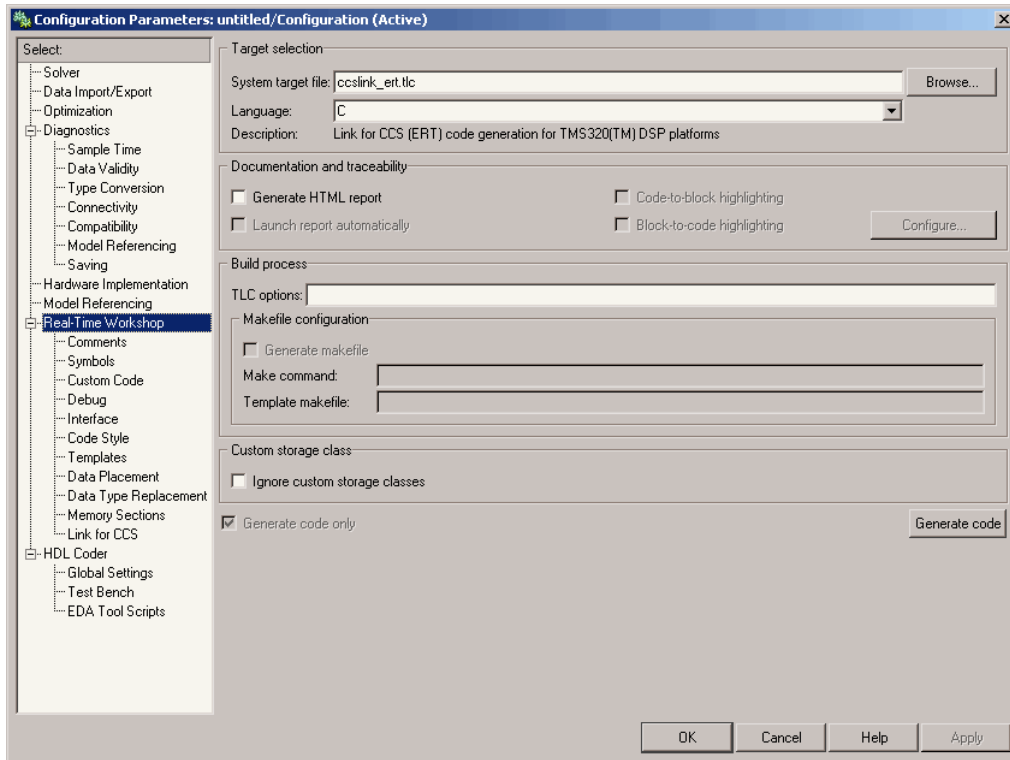 Configuration Parameters: untitled/Configuration (Active)
Select:
Solver
Data Import/Export
Optimization
Diagnostics
Sample Time
Data Validity
Type Conversion
Connectivity
Compatibility
Model Referencing
Saving
Hardware Implementation
Model Referencing
Real-Time Workshop
Comments
Symbols
Custom Code
Debug
Interface
Code Style
Templates
Data Placement
Data Type Replacement
Memory Sections
Link for CCS
HDL Coder
Global Settings
Test Bench
EDA Tool Scripts
Target selection
System target file: ccslink_ert.tlc Browse...
Language: C
Description: Link for CCS (ERT) code generation for TMS320(TM) DSP platforms
Documentation and traceability
Generate HTML report Code-to-block highlighting
Launch report automatically Block-to-code highlighting Configure...
Build process
TLC options:
Makefile configuration
Generate makefile
Make command:
Template makefile:
Custom storage class
Ignore custom storage classes
Generate code only Generate code
OK Cancel Help Apply